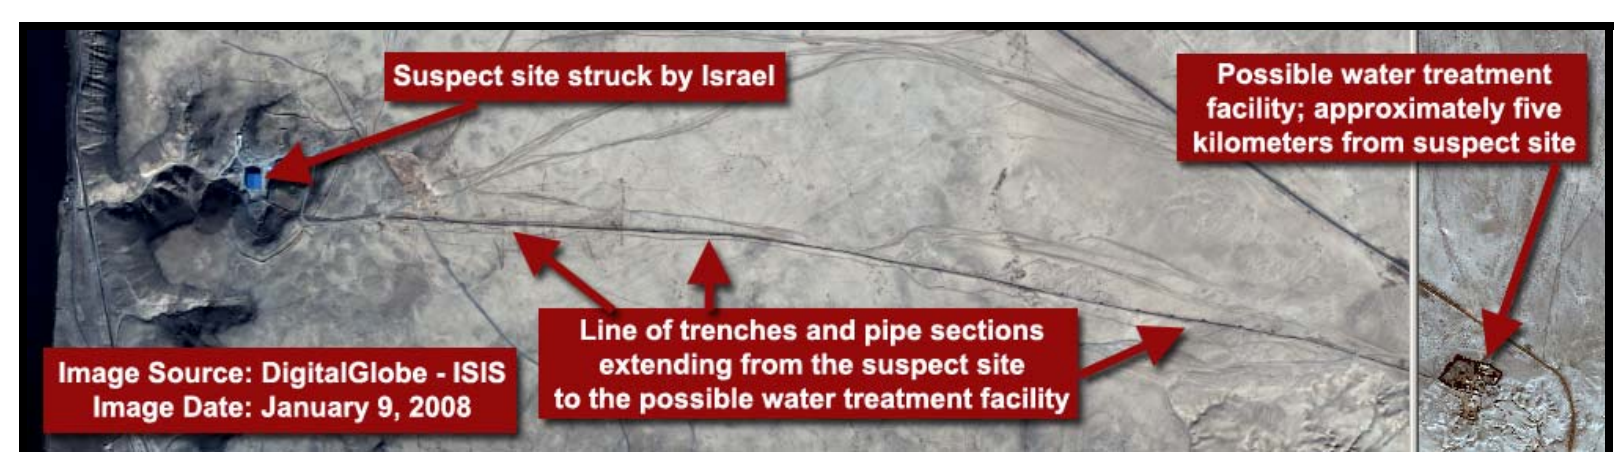 Suspect site struck by Israel
Possible water treatment
facility; approximately five
kilometers from suspect site
Line of trenches and pipe sections
extending from the suspect site
to the possible water treatment facility
Image Source: DigitalGlobe - ISIS
Image Date: January 9, 2008